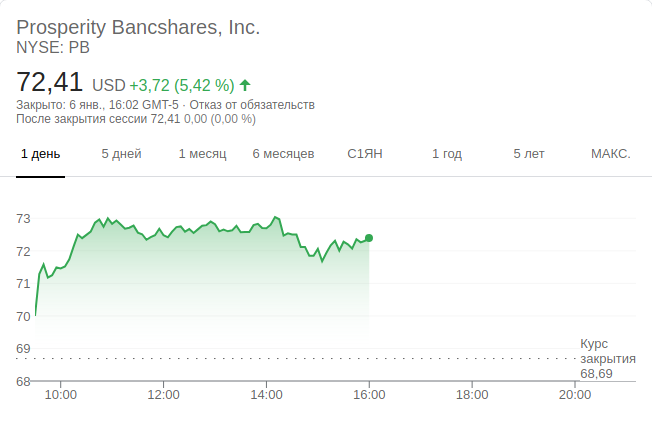 Prosperity Bancshares, Inc.
NYSE: PB
72,41 USD +3,72 (5,42 %)
Закрыто: 6 янв., 16:02 GMT-5 · Отказ от обязательств
После закрытия сессии 72,41 0,00 (0,00 %)
1 день 5 дней 1 месяц 6 месяцев С1ЯН 1 год 5 лет МАКС.
73
72
71
70
69
68
Курс
закрытия
68,69
10:00 12:00 14:00 16:00 18:00 20:00